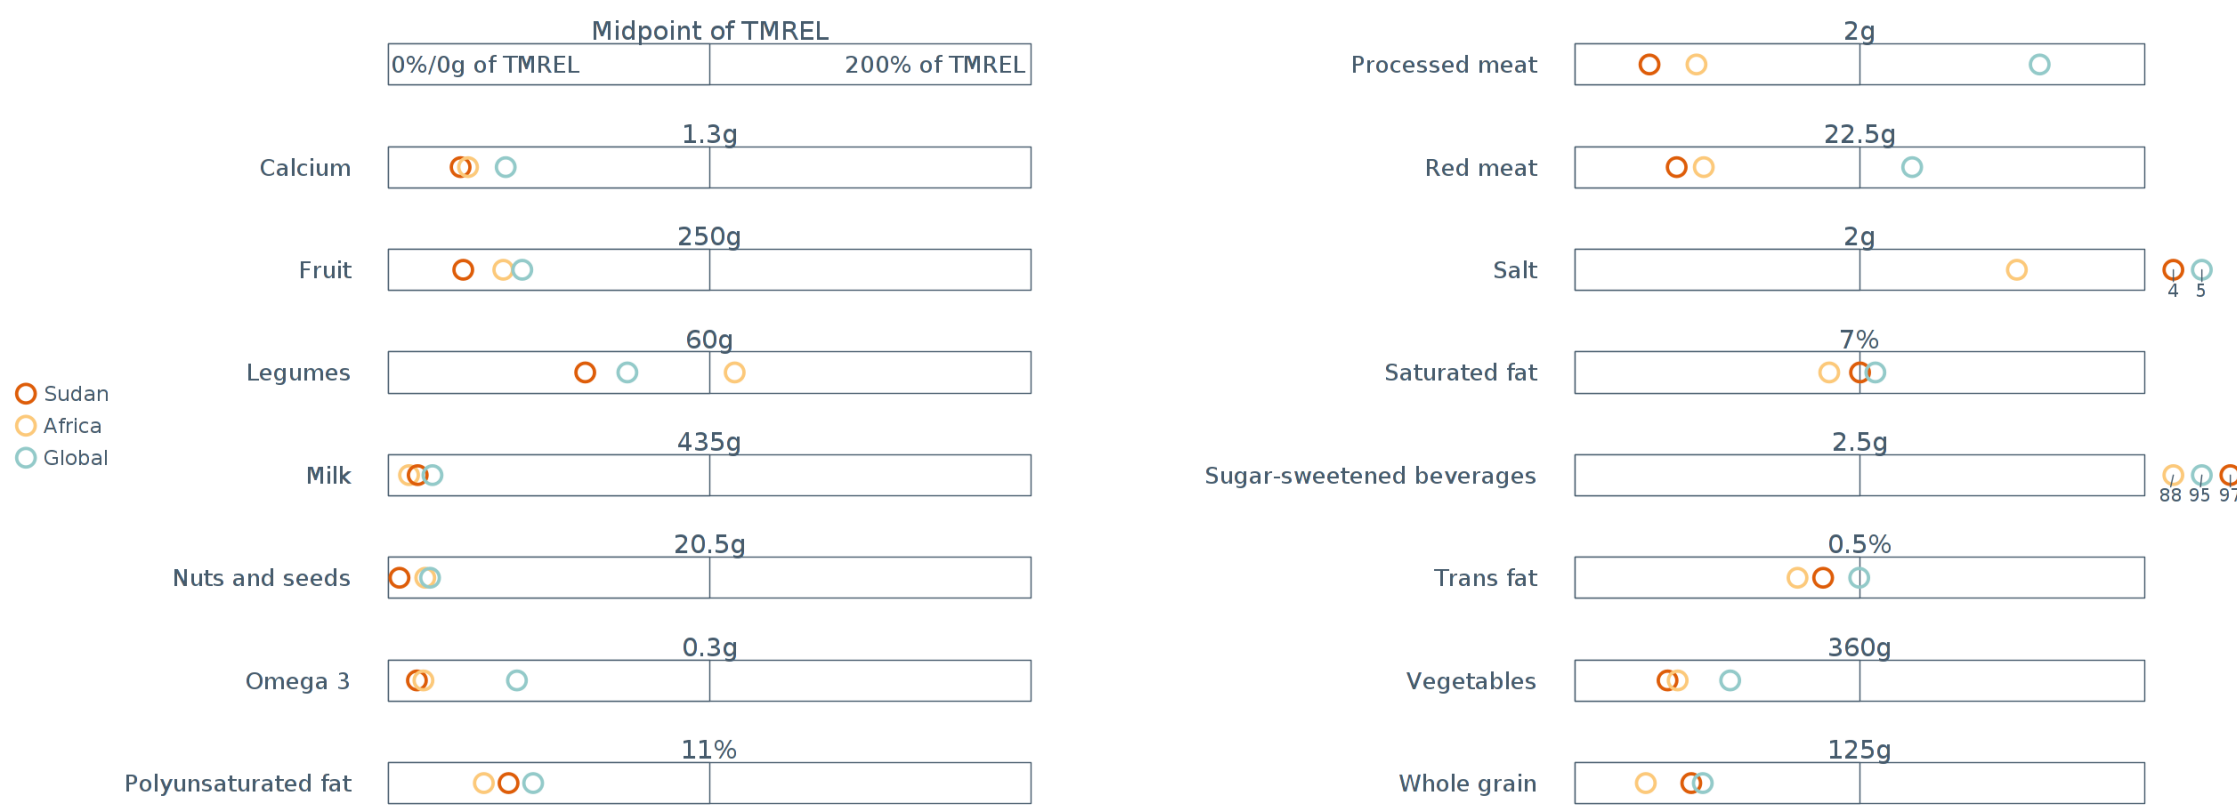 Midpoint of TMREL
0%/0g of TMREL
200% of TMREL
Calcium
1.3g
Fruit
250g
Legumes
60g
Milk
435g
Nuts and seeds
20.5g
Omega 3
0.3g
Polyunsaturated fat
11%
Sudan
Africa
Global
Processed meat
2g
Red meat
22.5g
Salt
2g
4
5
Saturated fat
7%
Sugar-sweetened beverages
2.5g
88
95
97
Trans fat
0.5%
Vegetables
360g
Whole grain
125g